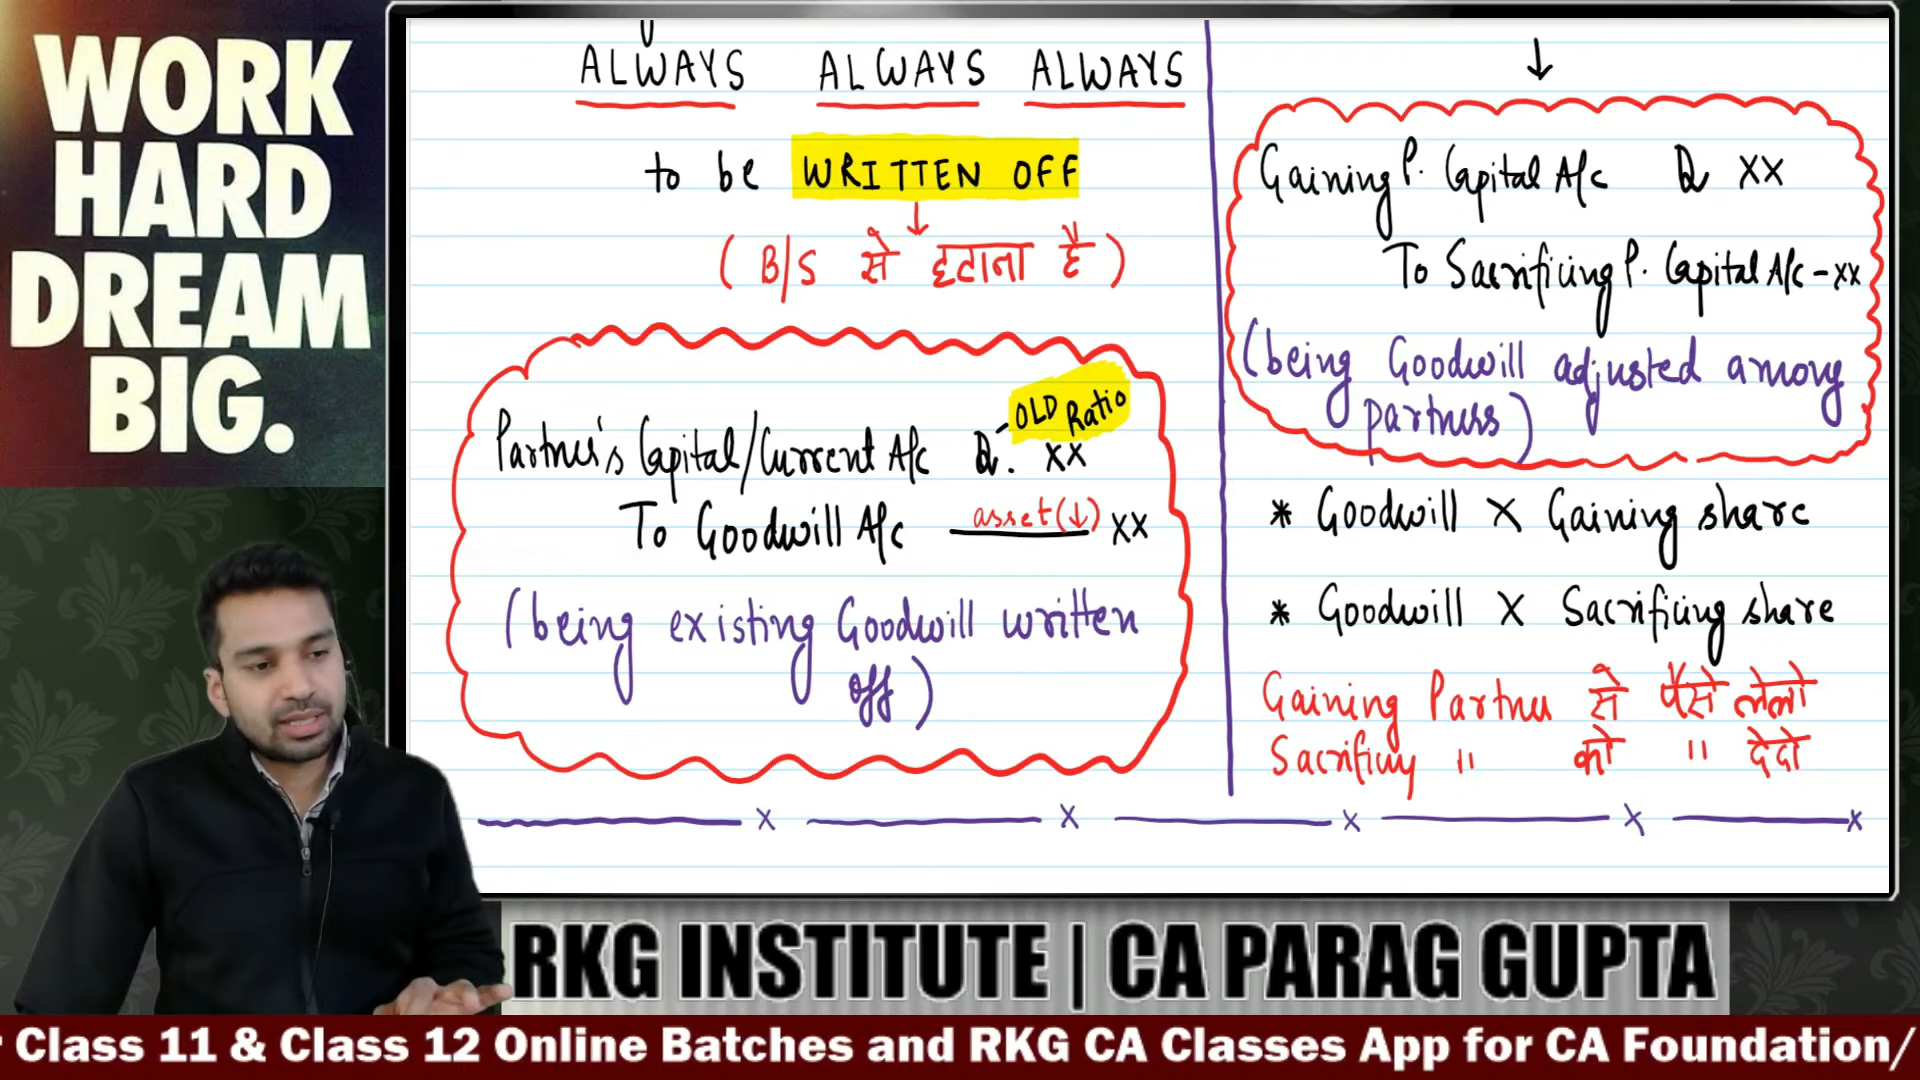 WORK
HARD
DREAM
BIG.
ALWAYS ALWAYS ALWAYS
to be WRITTEN OFF
( B/S से हटाना है )
OLD Ratio
Partner's Capital/Current A/c Dr. XX
To Goodwill A/c asset(↓) XX
(being existing Goodwill written
off)
↓
Gaining P. Capital A/c Dr XX
To Sacrificing P. Capital A/c - XX
(being Goodwill adjusted among
partners)
* Goodwill X Gaining share
* Goodwill X Sacrificing share
Gaining Partner से पैसे लेलो
Sacrificing " को " देदो
x x x x x
RKG INSTITUTE | CA PARAG GUPTA
Class 11 & Class 12 Online Batches and RKG CA Classes App for CA Foundation/